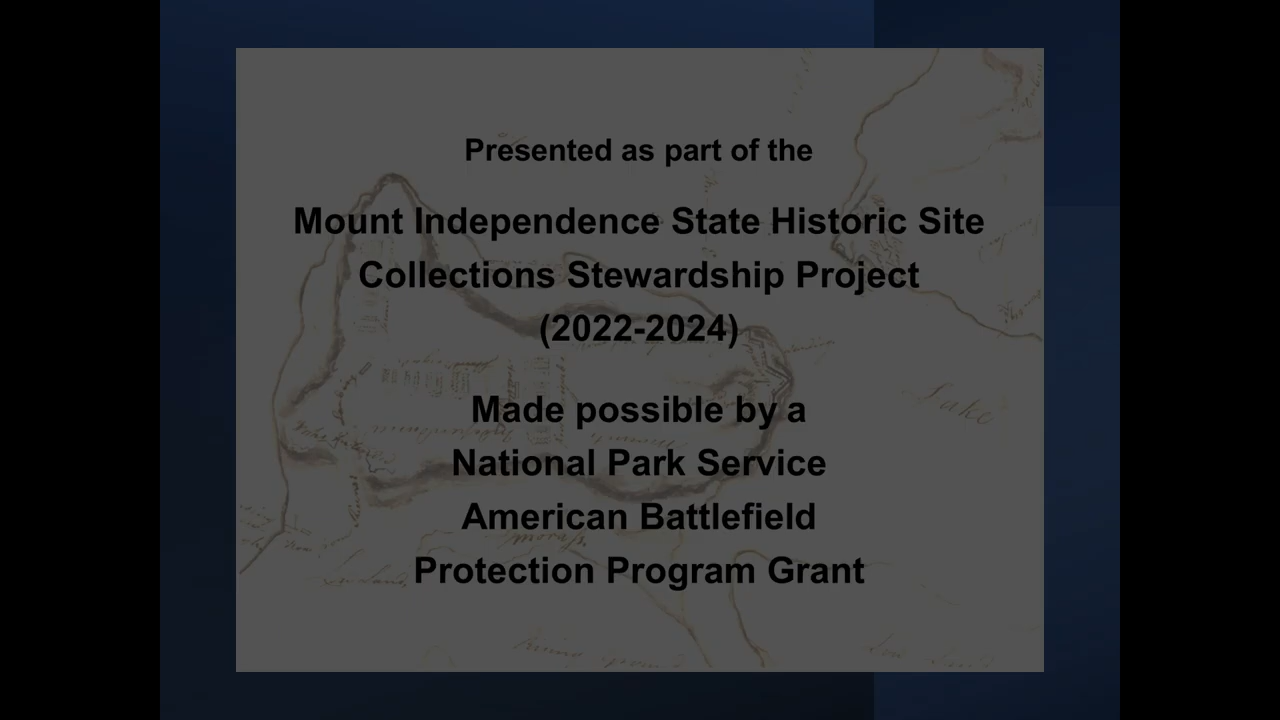 Presented as part of the
Mount Independence State Historic Site
Collections Stewardship Project
(2022-2024)
Made possible by a
National Park Service
American Battlefield
Protection Program Grant
Lake